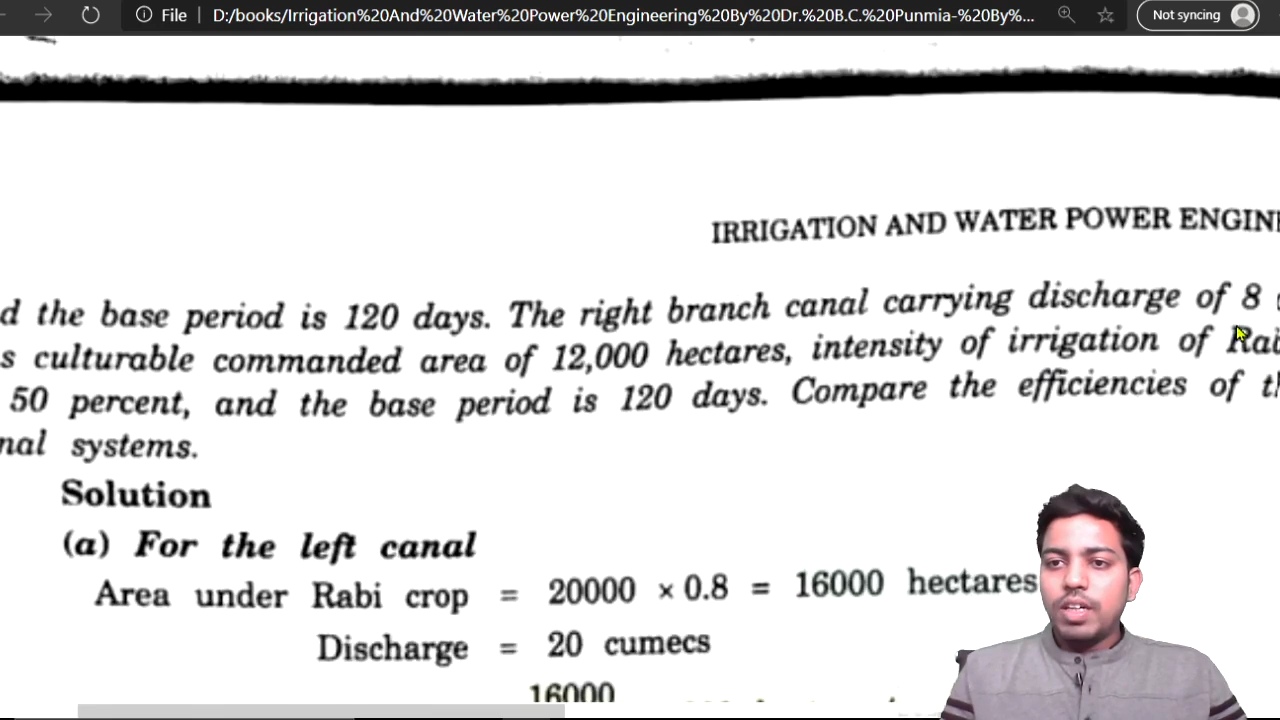 File
D:/books/Irrigation%20And%20Water%20Power%20Engineering%20By%20Dr.%20B.C.%20Punmia-%20By%...
Not syncing
IRRIGATION AND WATER POWER ENGIN
d the base period is 120 days. The right branch canal carrying discharge of 8
s culturable commanded area of 12,000 hectares, intensity of irrigation of Rab
50 percent, and the base period is 120 days. Compare the efficiencies of th
nal systems.
Solution
(a) For the left canal
Area under Rabi crop = 20000 × 0.8 = 16000 hectares
Discharge = 20 cumecs
16000